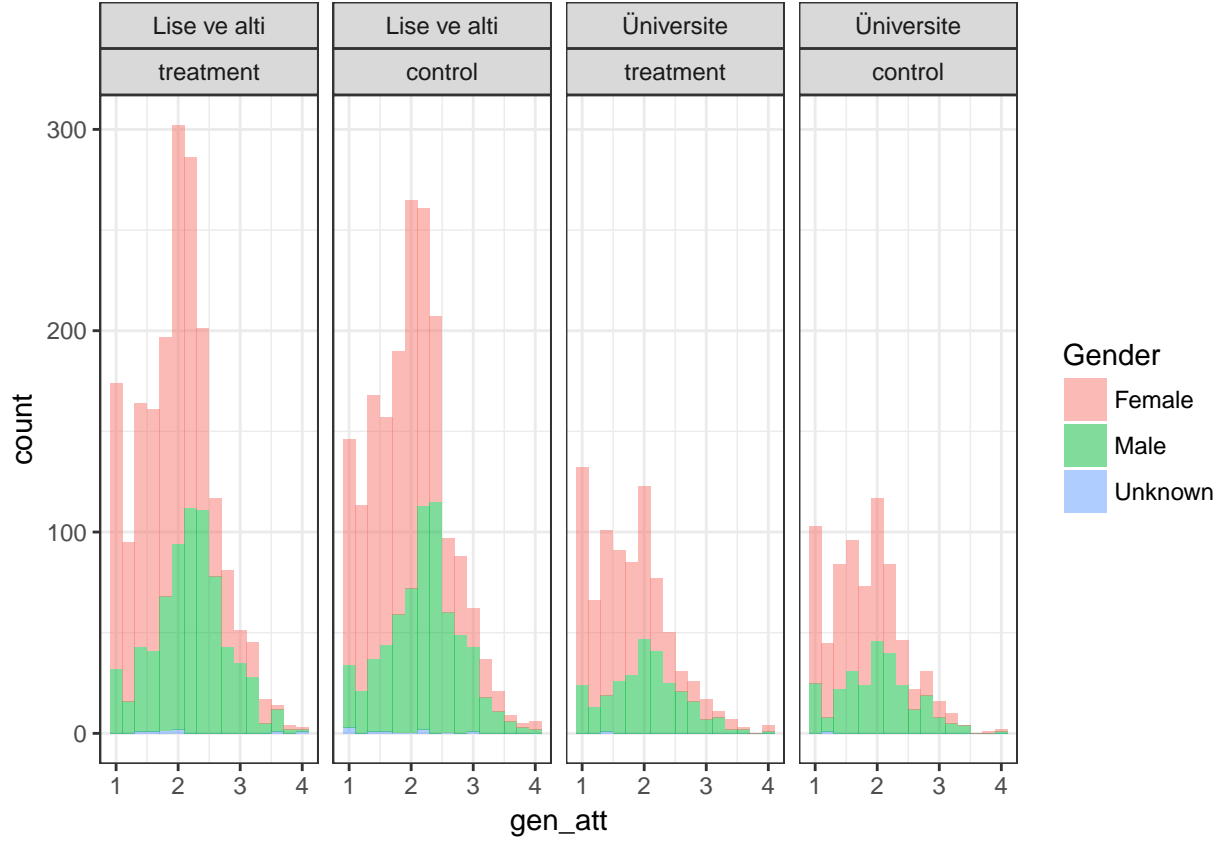 Lise ve alti
Lise ve alti
Üniversite
Üniversite
treatment
control
treatment
control
300
200
100
0
count
1 2 3 4
1 2 3 4
1 2 3 4
1 2 3 4
gen_att
Gender
Female
Male
Unknown